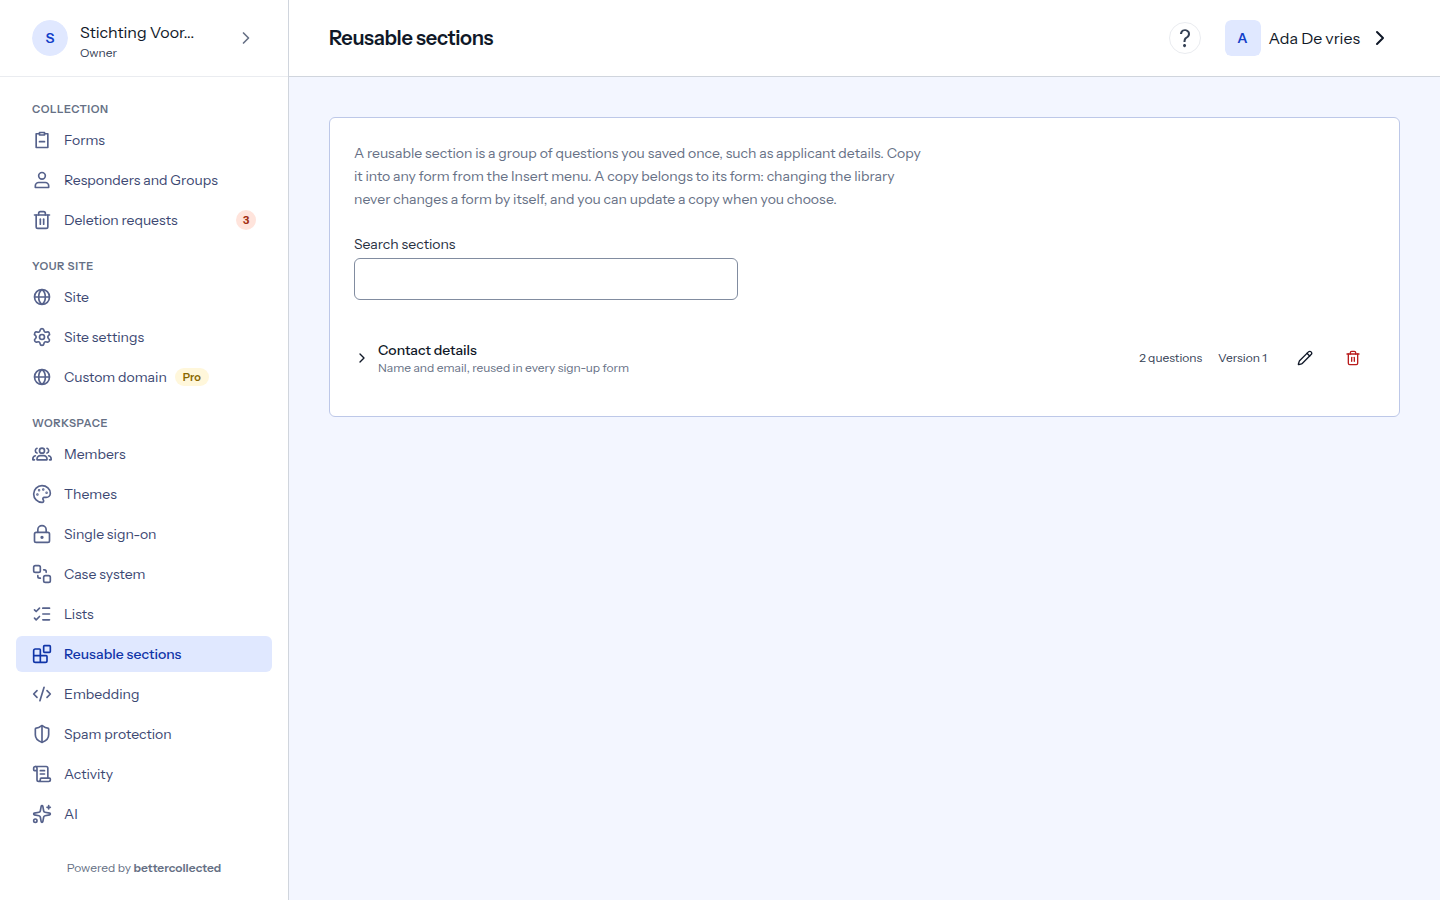 S
Stichting Voor...
Owner
COLLECTION
Forms
Responders and Groups
Deletion requests 3
YOUR SITE
Site
Site settings
Custom domain Pro
WORKSPACE
Members
Themes
Single sign-on
Case system
Lists
Reusable sections
Embedding
Spam protection
Activity
AI
Powered by bettercollected
Reusable sections
? A Ada De vries
A reusable section is a group of questions you saved once, such as applicant details. Copy
it into any form from the Insert menu. A copy belongs to its form: changing the library
never changes a form by itself, and you can update a copy when you choose.
Search sections
Contact details
Name and email, reused in every sign-up form
2 questions Version 1